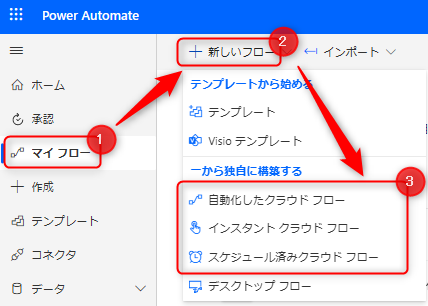 Power Automate
ホーム
承認
マイ フロー
1
作成
テンプレート
コネクタ
データ
新しいフロー
2
インポート
テンプレートから始める
テンプレート
Visio テンプレート
一から独自に構築する
3
自動化したクラウド フロー
インスタント クラウド フロー
スケジュール済みクラウド フロー
デスクトップ フロー